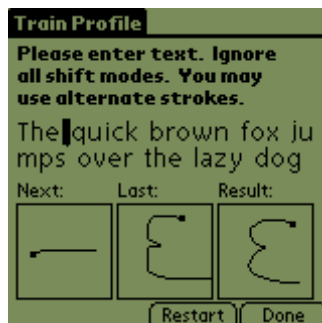 Train Profile
Please enter text. Ignore
all shift modes. You may
use alternate strokes.
The quick brown fox ju
mps over the lazy dog
Next: Last: Result:
Restart Done